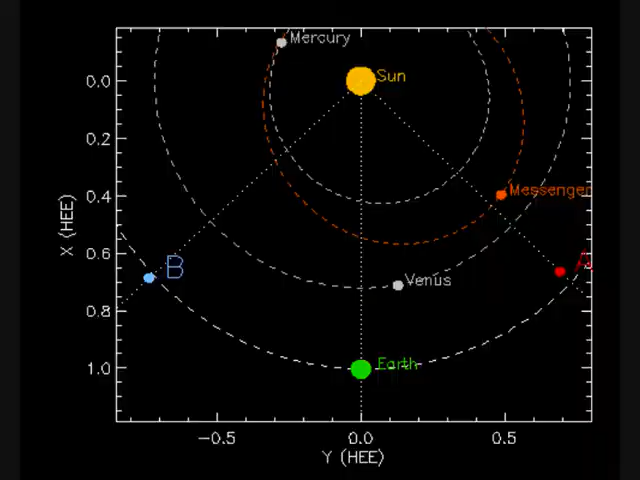 Mercury
0.0
Sun
0.2
0.4
Messenger
0.6
B
A
Venus
0.8
1.0
Earth
X (HEE)
−0.5
0.0
0.5
Y (HEE)